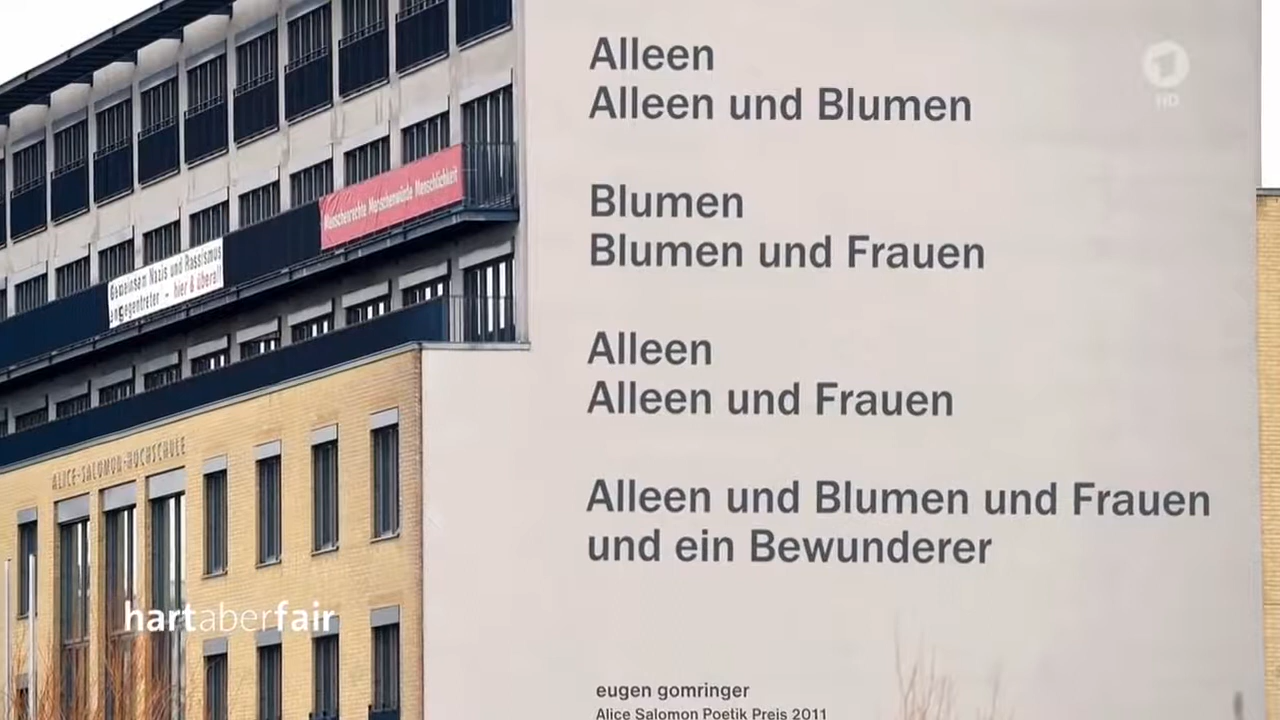 Alleen
Alleen und Blumen
Blumen
Blumen und Frauen
Alleen
Alleen und Frauen
Alleen und Blumen und Frauen
und ein Bewunderer
eugen gomringer
Alice Salomon Poetik Preis 2011
Menschenrechte Menschenwürde Menschlichkeit
Gemeinsam Nazis und Rassismus
entgegentreten – hier & überall
ALICE-SALOMON-HOCHSCHULE
hartaberfair
1
HD